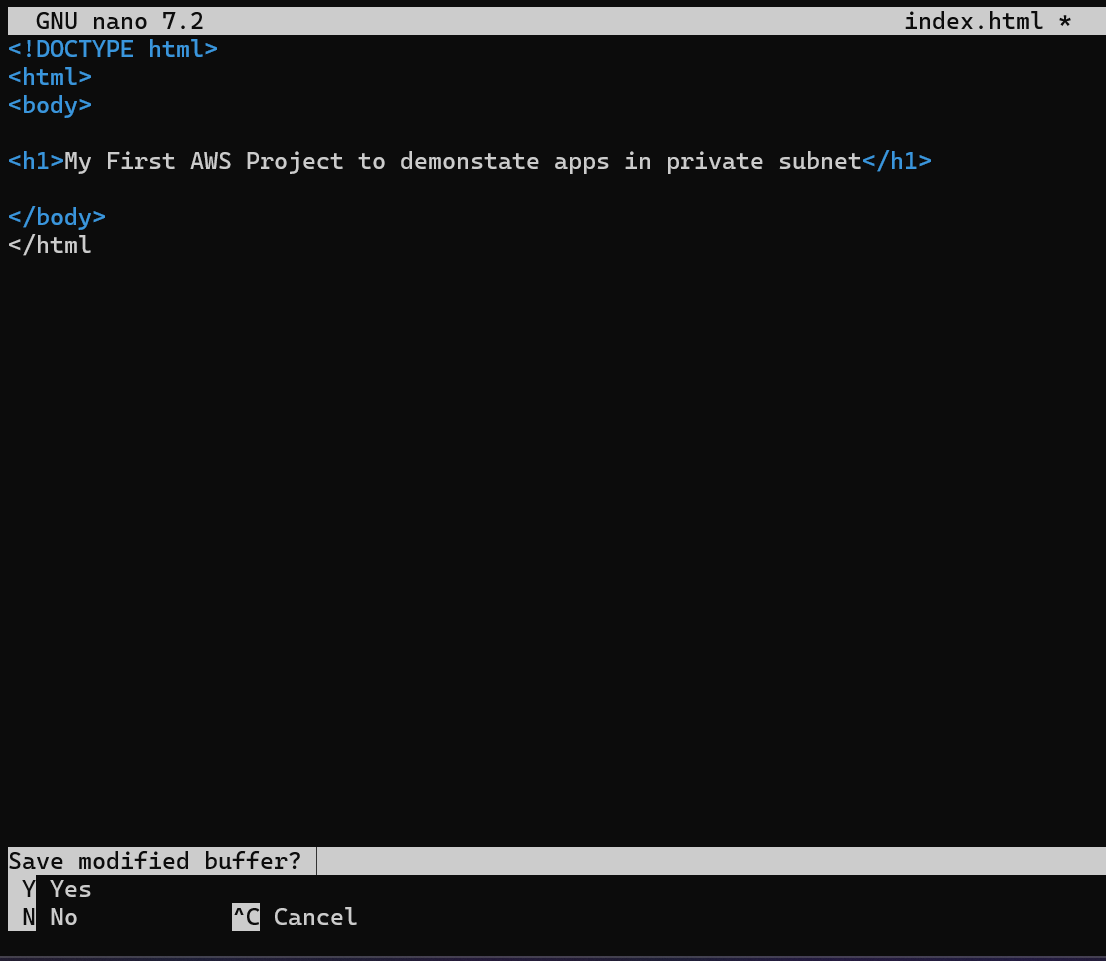 GNU nano 7.2 index.html *
<!DOCTYPE html>
<html>
<body>
<h1>My First AWS Project to demonstate apps in private subnet</h1>
</body>
</html
Save modified buffer?
Y Yes
N No ^C Cancel